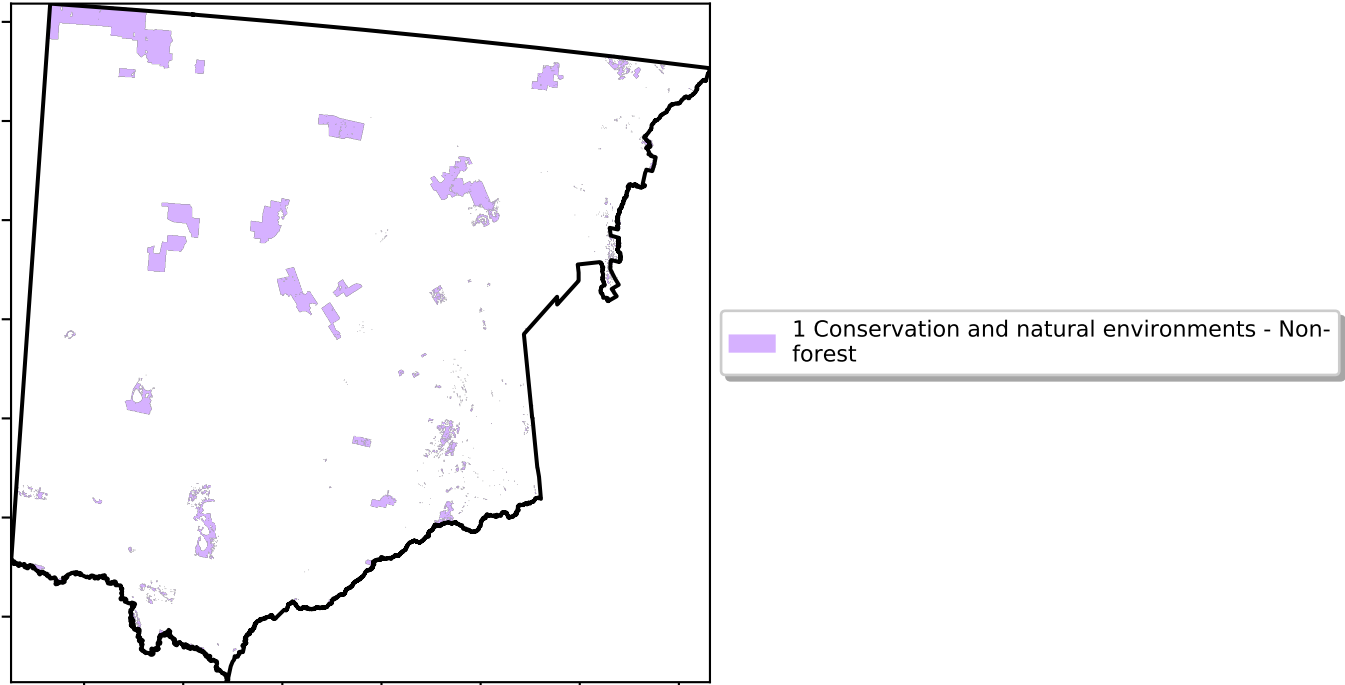 1 Conservation and natural environments - Non-
forest